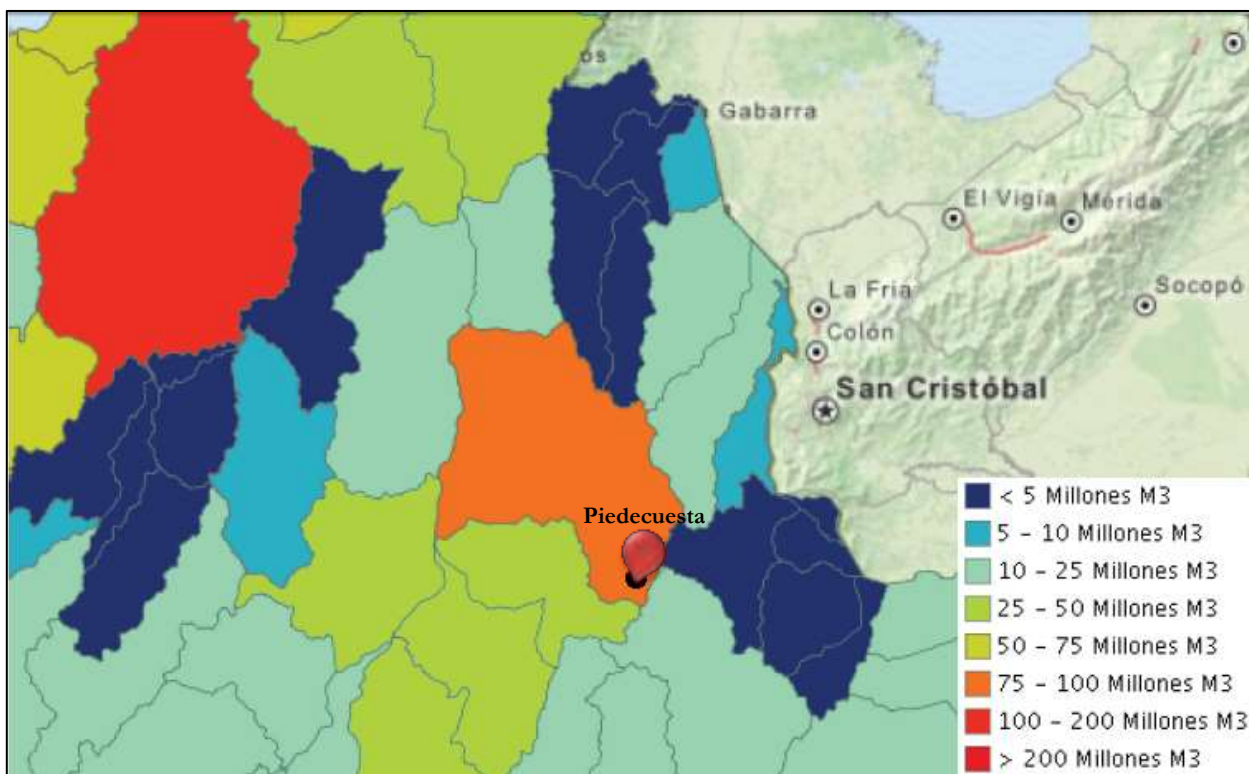 os
Gabarra
El Vigía
Mérida
La Fria
Socopó
Colón
San Cristóbal
Piedecuesta
< 5 Millones M3
5 - 10 Millones M3
10 - 25 Millones M3
25 - 50 Millones M3
50 - 75 Millones M3
75 - 100 Millones M3
100 - 200 Millones M3
> 200 Millones M3